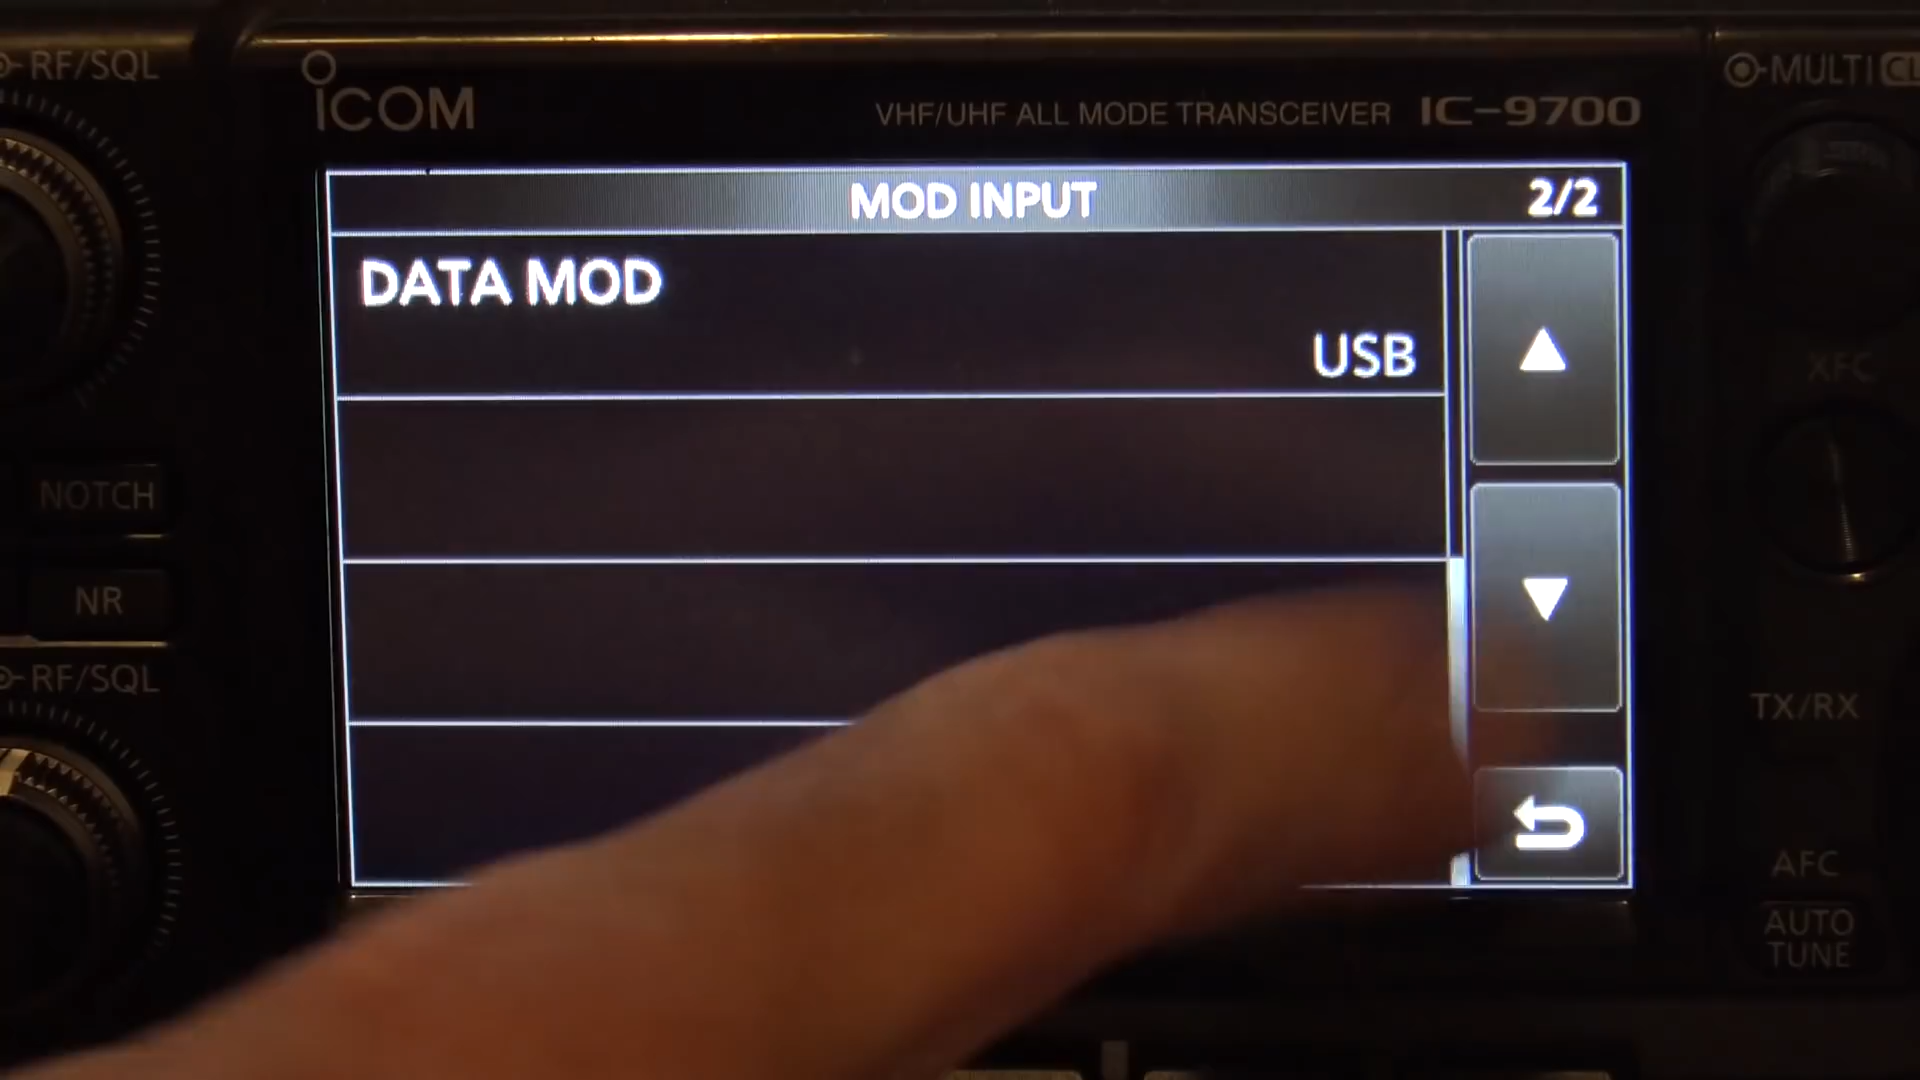 RF/SQL
ICOM
VHF/UHF ALL MODE TRANSCEIVER IC-9700
MULTI
MOD INPUT 2/2
DATA MOD
USB
XFC
NOTCH
NR
RF/SQL
TX/RX
AFC
AUTO
TUNE